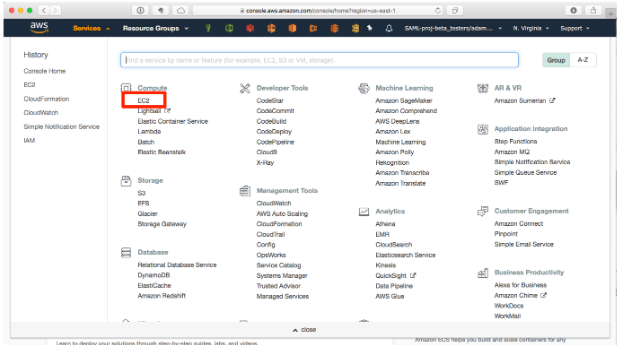 console.aws.amazon.com/console/home?region=us-east-1
aws
Services
Resource Groups
SAML-proj-beta_testers/adam...
N. Virginia
Support
History
Console Home
EC2
CloudFormation
CloudWatch
Simple Notification Service
IAM
Find a service by name or feature (for example, EC2, S3 or VM, storage).
Group
A-Z
Compute
EC2
Lightsail
Elastic Container Service
Lambda
Batch
Elastic Beanstalk
Storage
S3
EFS
Glacier
Storage Gateway
Database
Relational Database Service
DynamoDB
ElastiCache
Amazon Redshift
Developer Tools
CodeStar
CodeCommit
CodeBuild
CodeDeploy
CodePipeline
Cloud9
X-Ray
Management Tools
CloudWatch
AWS Auto Scaling
CloudFormation
CloudTrail
Config
OpsWorks
Service Catalog
Systems Manager
Trusted Advisor
Managed Services
Machine Learning
Amazon SageMaker
Amazon Comprehend
AWS DeepLens
Amazon Lex
Machine Learning
Amazon Polly
Rekognition
Amazon Transcribe
Amazon Translate
Analytics
Athena
EMR
CloudSearch
Elasticsearch Service
Kinesis
QuickSight
Data Pipeline
AWS Glue
AR & VR
Amazon Sumerian
Application Integration
Step Functions
Amazon MQ
Simple Notification Service
Simple Queue Service
SWF
Customer Engagement
Amazon Connect
Pinpoint
Simple Email Service
Business Productivity
Alexa for Business
Amazon Chime
WorkDocs
WorkMail
close
Learn to deploy your solutions through step-by-step guides, labs, and videos.
Amazon ECS helps you build and scale containers for any